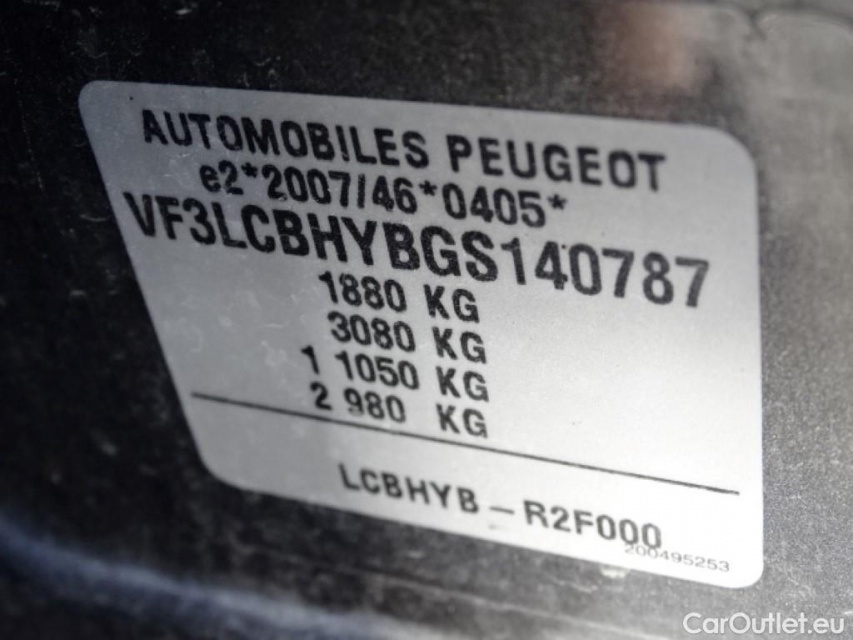 AUTOMOBILES PEUGEOT
e2*2007/46*0405*
VF3LCBHYBGS140787
1880 KG
3080 KG
1 1050 KG
2 980 KG
LCBHYB - R2F000
200495253
CarOutlet.eu